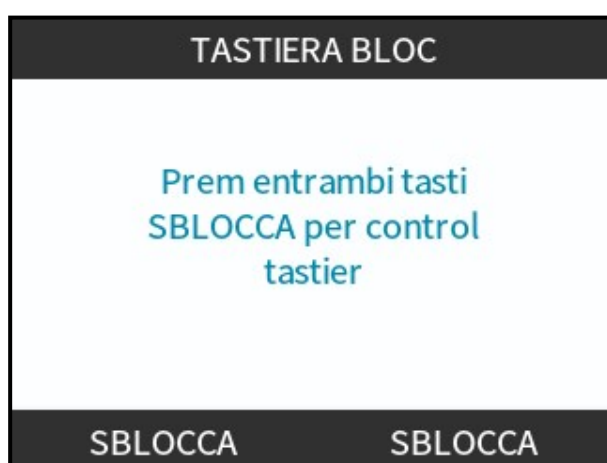 TASTIERA BLOC
Prem entrambi tasti
SBLOCCA per control
tastier
SBLOCCA SBLOCCA